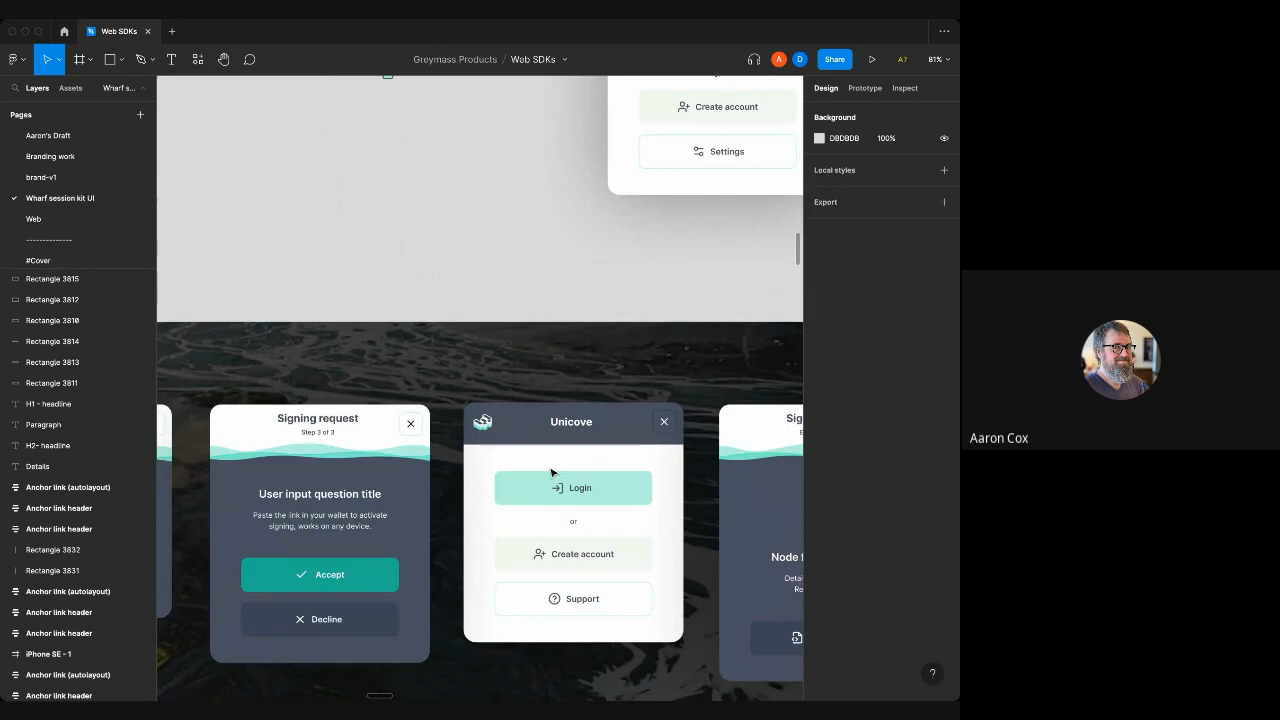 Web SDKs
Greymass Products / Web SDKs
A
D
Share
A?
81%
Layers
Assets
Wharf s...
Design
Prototype
Inspect
Pages
Aaron's Draft
Branding work
brand-v1
Wharf session kit UI
Web
--------------
#Cover
Rectangle 3815
Rectangle 3812
Rectangle 3810
Rectangle 3814
Rectangle 3813
Rectangle 3811
H1 - headline
Paragraph
H2- headline
Details
Anchor link (autolayout)
Anchor link header
Anchor link header
Rectangle 3832
Rectangle 3831
Anchor link (autolayout)
Anchor link header
Anchor link header
iPhone SE - 1
Anchor link (autolayout)
Anchor link header
Create account
Settings
Signing request
Step 3 of 3
User input question title
Paste the link in your wallet to activate
signing, works on any device.
Accept
Decline
Unicove
Login
or
Create account
Support
Sig
Node f
Detai
Re
Background
DBDBDB
100%
Local styles
Export
?
Aaron Cox